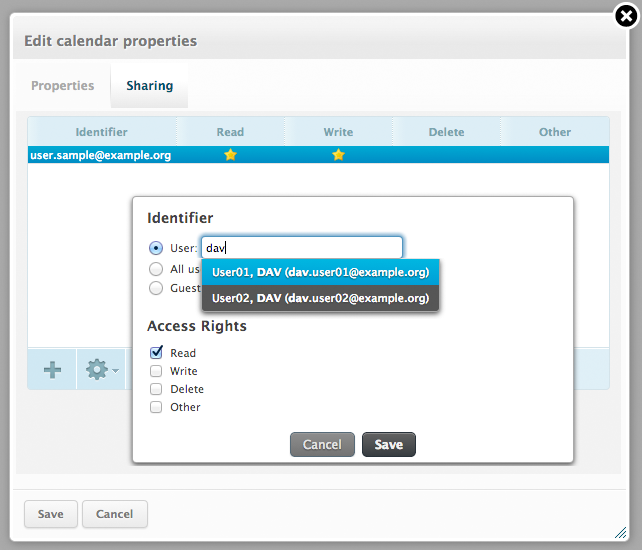 Edit calendar properties
Properties Sharing
Identifier Read Write Delete Other
user.sample@example.org
Identifier
User: dav
User01, DAV (dav.user01@example.org)
All us
User02, DAV (dav.user02@example.org)
Guest
Access Rights
Read
Write
Delete
Other
Cancel Save
Save Cancel